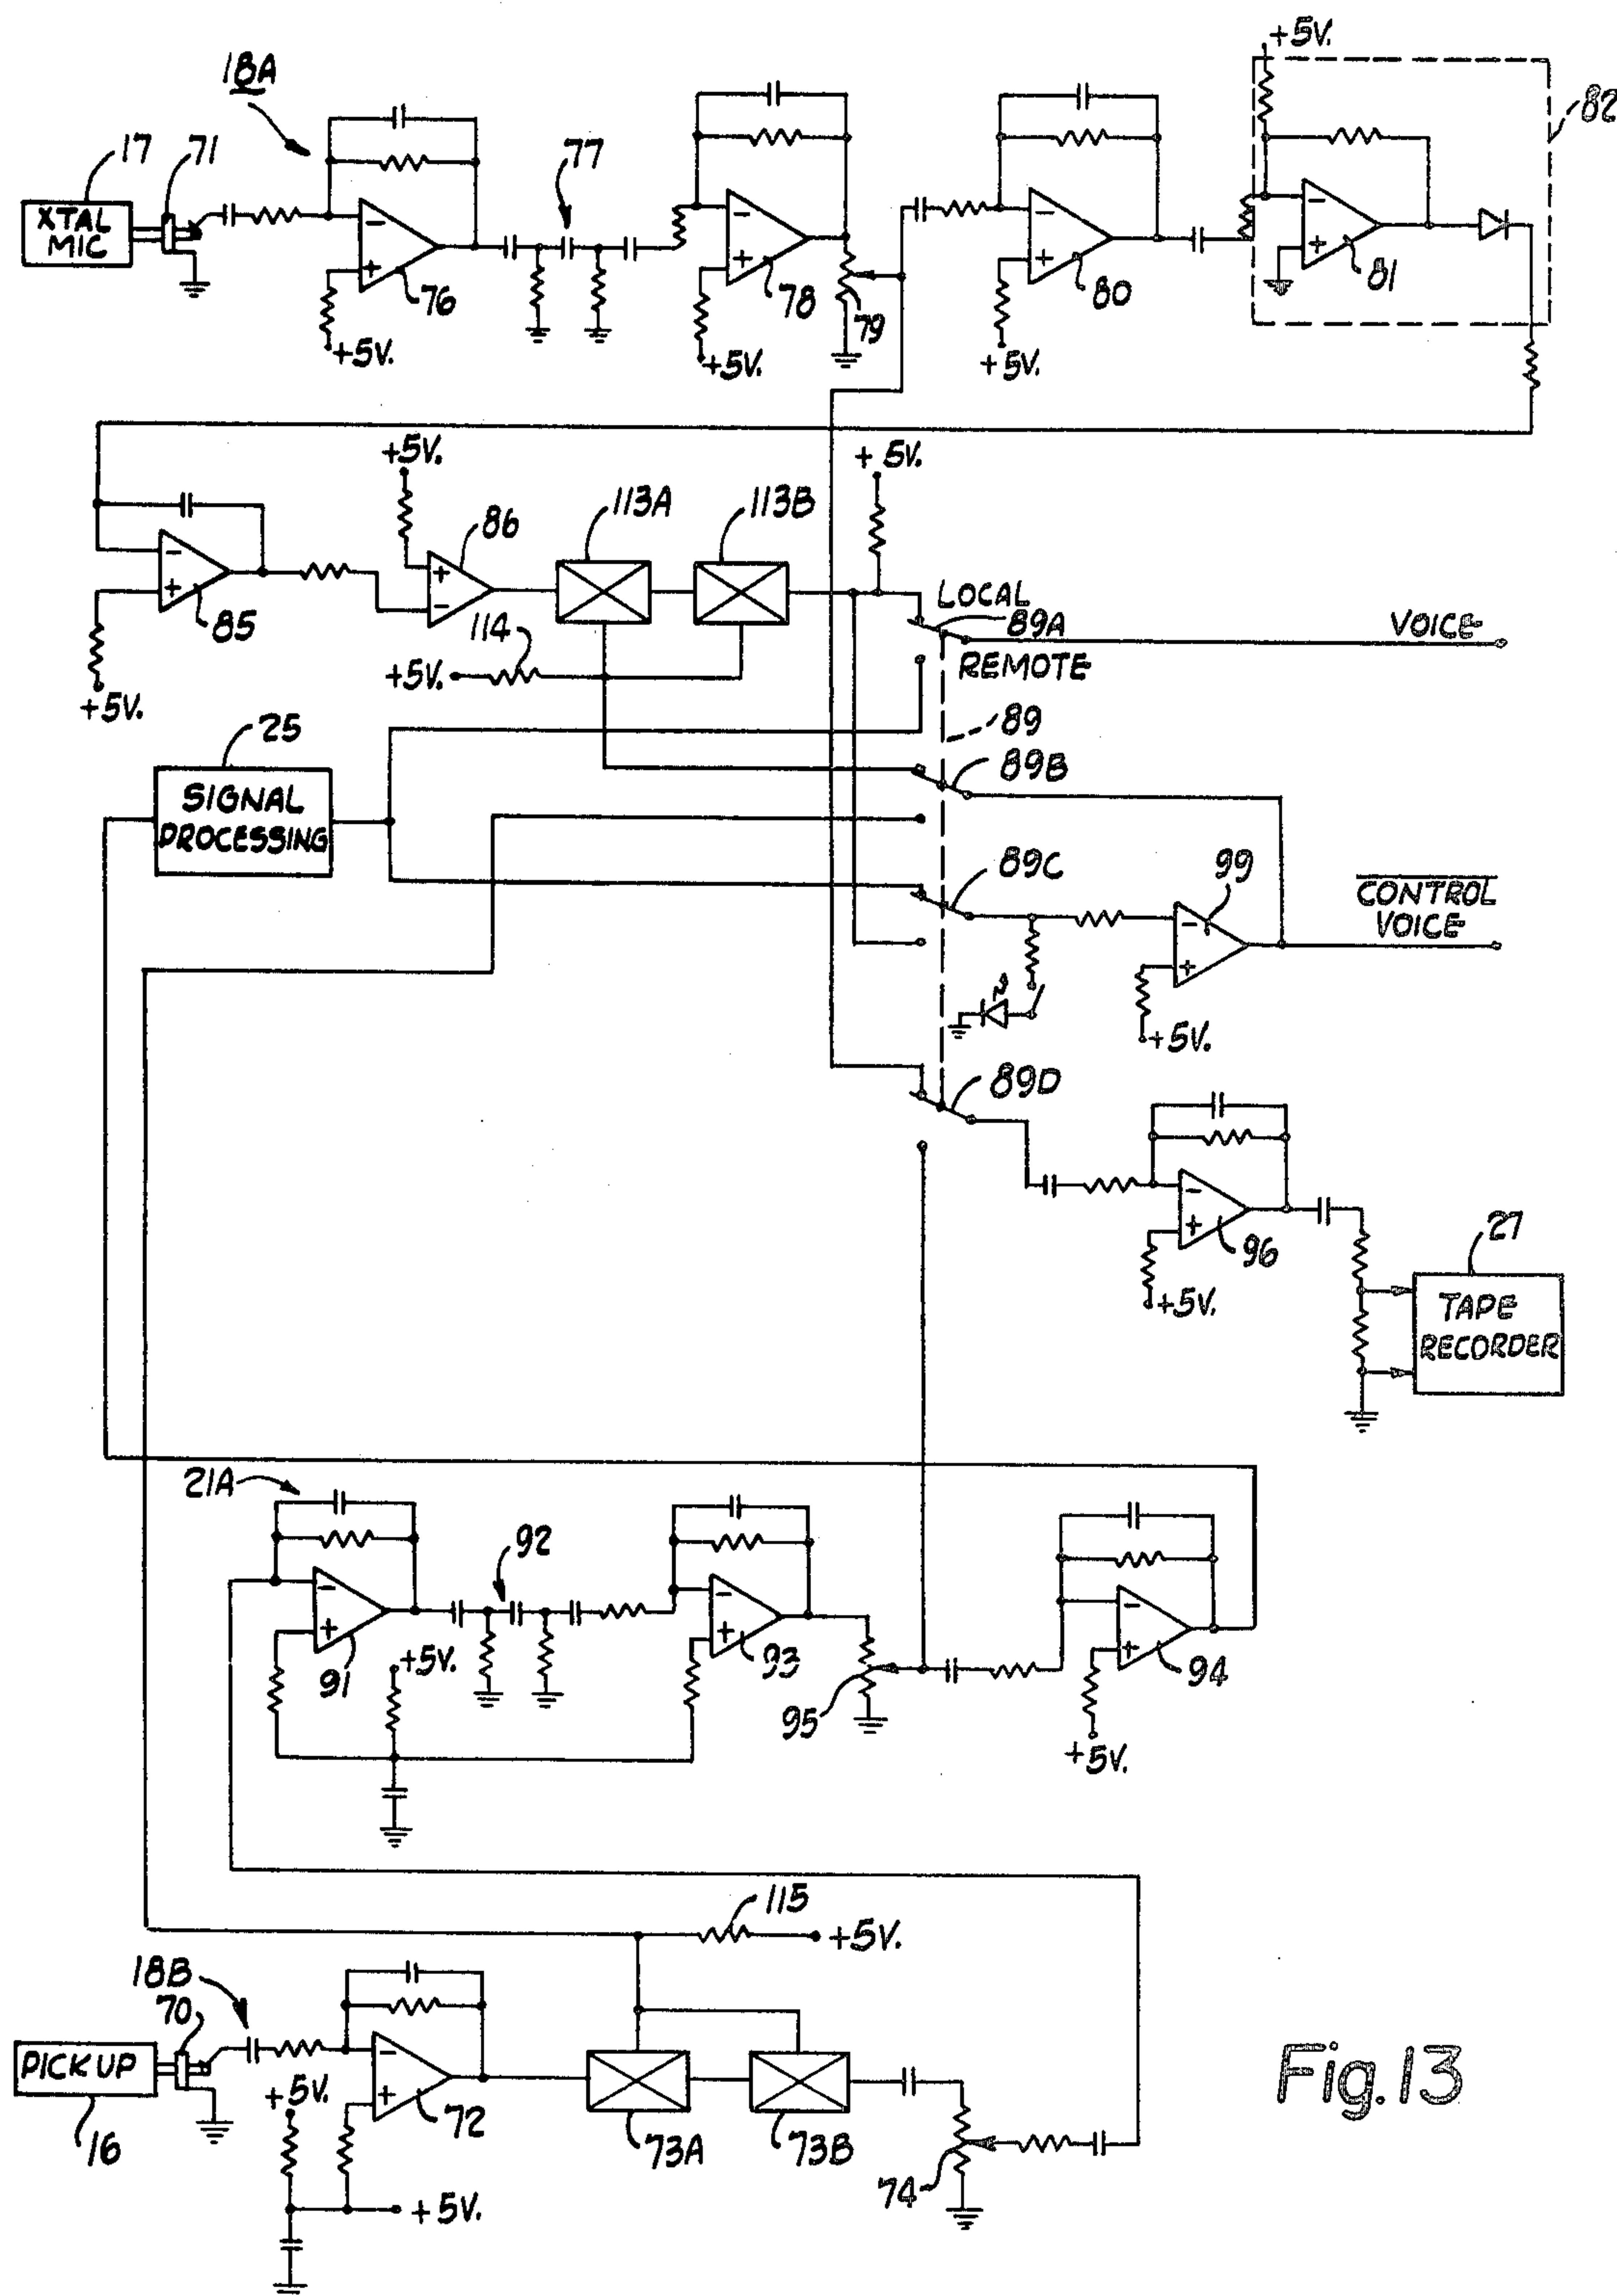 +5V.
18A
82
17
71
77
XTAL
MIC
76
78
79
80
81
+5V.
+5V.
+5V.
+5V.
+5V.
113A
113B
86
85
114
LOCAL
89A
VOICE
+5V.
REMOTE
+5V.
25
89
SIGNAL
PROCESSING
89B
89C
99
CONTROL
VOICE
+5V.
89D
96
27
+5V.
TAPE
RECORDER
21A
92
91
+5V.
93
95
94
+5V.
115
+5V.
18B
70
PICKUP
+5V.
72
16
73A
73B
74
+5V.
Fig. 13